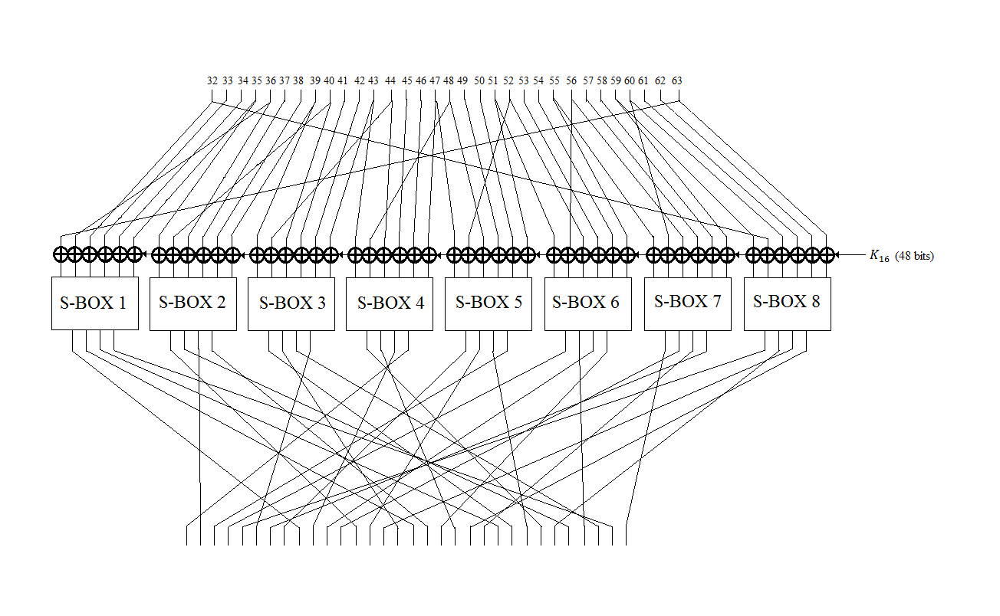 32 33 34 35 36 37 38 39 40 41 42 43 44 45 46 47 48 49 50 51 52 53 54 55 56 57 58 59 60 61 62 63
K16 (48 bits)
S-BOX 1 S-BOX 2 S-BOX 3 S-BOX 4 S-BOX 5 S-BOX 6 S-BOX 7 S-BOX 8